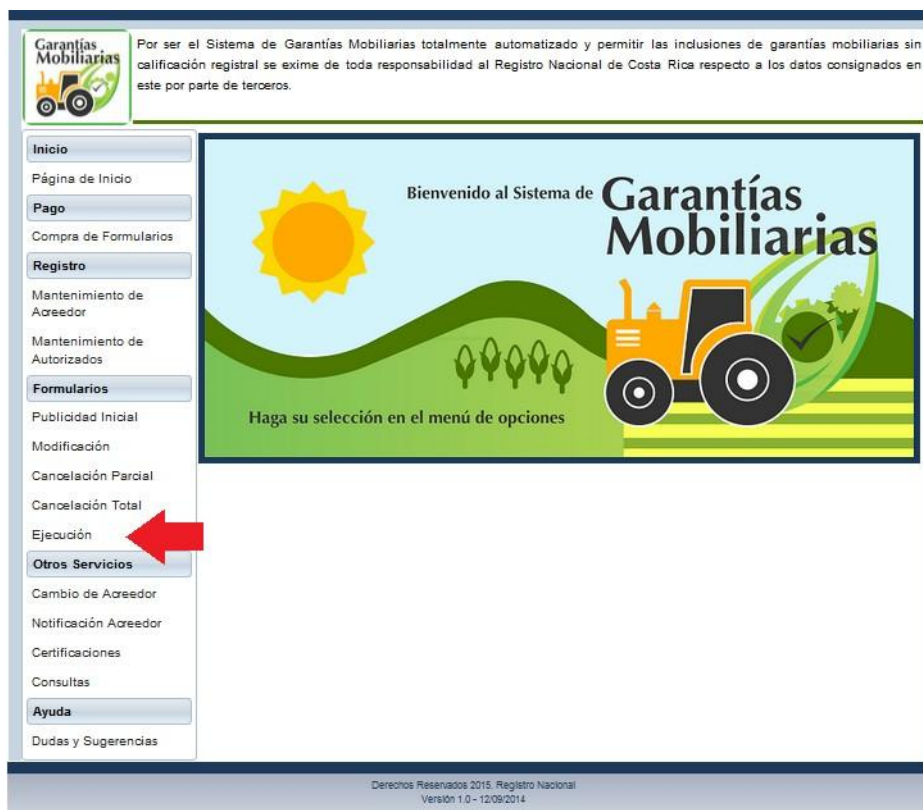 Garantías
Mobiliarias
Por ser el Sistema de Garantías Mobiliarias totalmente automatizado y permitir las inclusiones de garantías mobiliarias sin
calificación registral se exime de toda responsabilidad al Registro Nacional de Costa Rica respecto a los datos consignados en
este por parte de terceros.
Inicio
Página de Inicio
Pago
Compra de Formularios
Registro
Mantenimiento de
Acreedor
Mantenimiento de
Autorizados
Formularios
Publicidad Inicial
Modificación
Cancelación Parcial
Cancelación Total
Ejecución
Otros Servicios
Cambio de Acreedor
Notificación Acreedor
Certificaciones
Consultas
Ayuda
Dudas y Sugerencias
Bienvenido al Sistema de Garantías
Mobiliarias
Haga su selección en el menú de opciones
Derechos Reservados 2015. Registro Nacional
Versión 1.0 - 12/09/2014